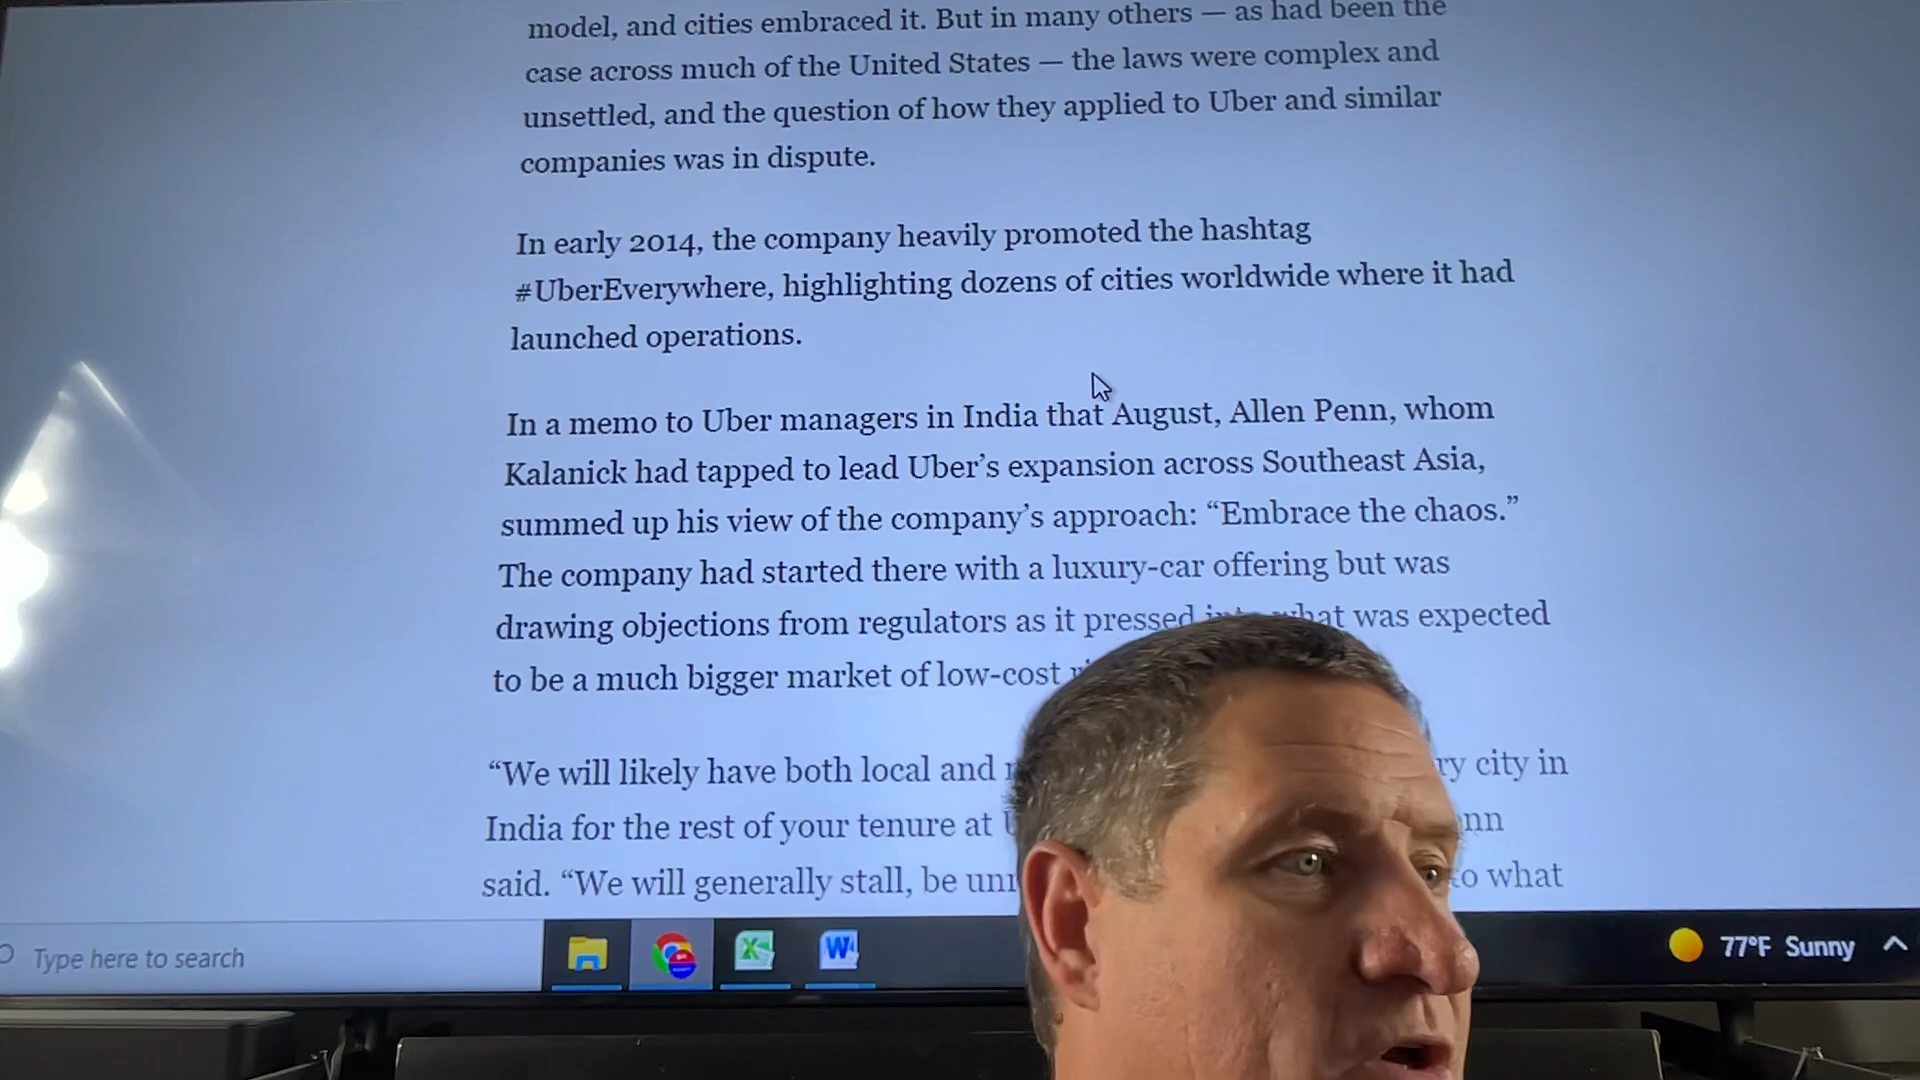 model, and cities embraced it. But in many others — as had been the
case across much of the United States — the laws were complex and
unsettled, and the question of how they applied to Uber and similar
companies was in dispute.
In early 2014, the company heavily promoted the hashtag
#UberEverywhere, highlighting dozens of cities worldwide where it had
launched operations.
In a memo to Uber managers in India that August, Allen Penn, whom
Kalanick had tapped to lead Uber’s expansion across Southeast Asia,
summed up his view of the company’s approach: “Embrace the chaos.”
The company had started there with a luxury-car offering but was
drawing objections from regulators as it pressed into what was expected
to be a much bigger market of low-cost
“We will likely have both local and city in
India for the rest of your tenure at
said. “We will generally stall, be what
Type here to search
77°F Sunny